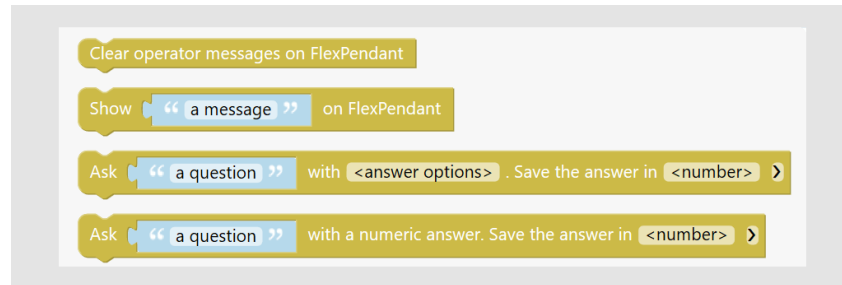 Clear operator messages on FlexPendant
Show “ a message ” on FlexPendant
Ask “ a question ” with <answer options> . Save the answer in <number>
Ask “ a question ” with a numeric answer. Save the answer in <number>